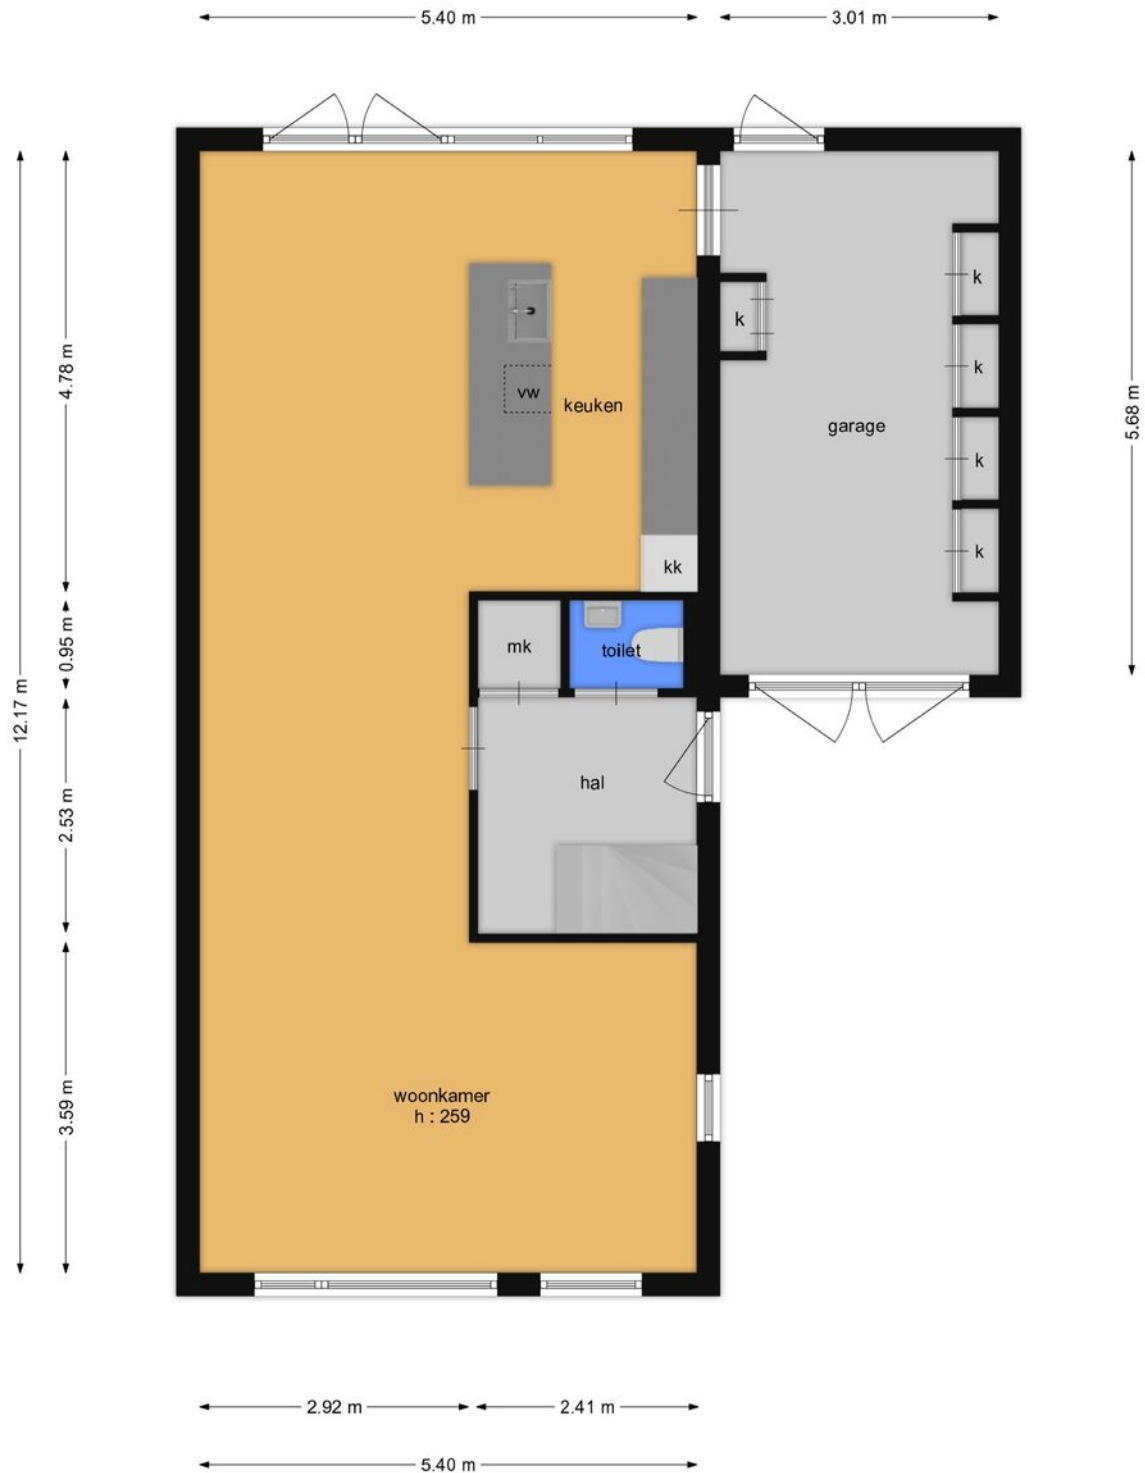 5.40 m
3.01 m
12.17 m
4.78 m
0.95 m
2.53 m
3.59 m
5.68 m
k
k
k
vw
keuken
k
garage
k
k
kk
mk
toilet
hal
woonkamer
h : 259
2.92 m
2.41 m
5.40 m